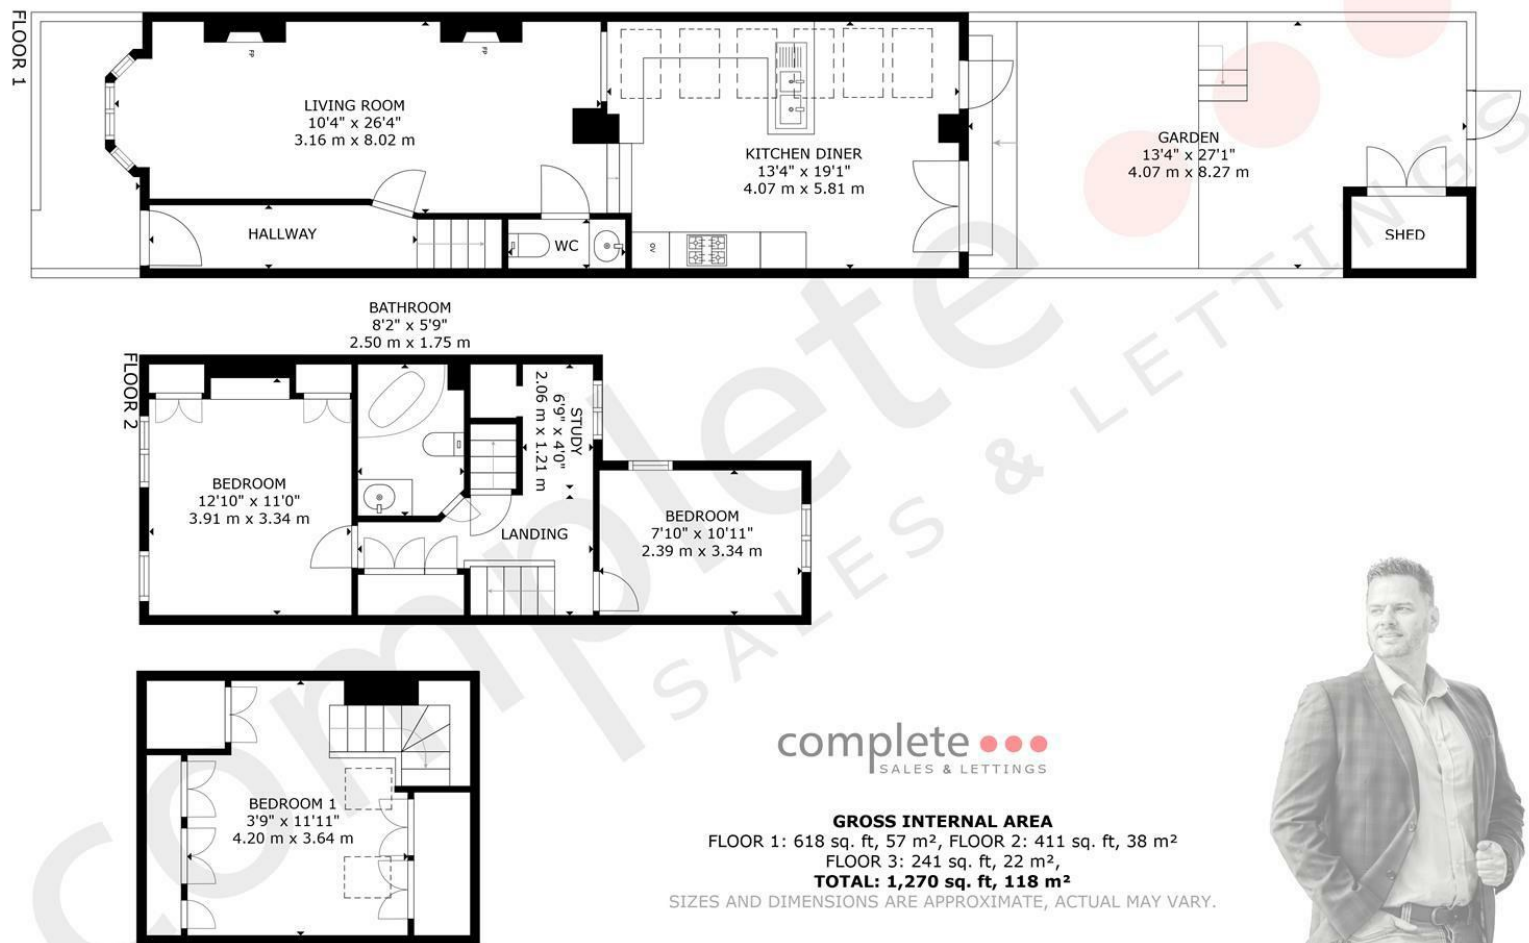 FLOOR 1
FP
FP
LIVING ROOM
10'4" x 26'4"
3.16 m x 8.02 m
KITCHEN DINER
13'4" x 19'1"
4.07 m x 5.81 m
GARDEN
13'4" x 27'1"
4.07 m x 8.27 m
HALLWAY
WC
OV
SHED
BATHROOM
8'2" x 5'9"
2.50 m x 1.75 m
FLOOR 2
STUDY
6'9" x 4'0"
2.06 m x 1.21 m
BEDROOM
12'10" x 11'0"
3.91 m x 3.34 m
LANDING
BEDROOM
7'10" x 10'11"
2.39 m x 3.34 m
BEDROOM 1
3'9" x 11'11"
4.20 m x 3.64 m
complete
SALES & LETTINGS
complete
SALES & LETTINGS
GROSS INTERNAL AREA
FLOOR 1: 618 sq. ft, 57 m², FLOOR 2: 411 sq. ft, 38 m²
FLOOR 3: 241 sq. ft, 22 m²,
TOTAL: 1,270 sq. ft, 118 m²
SIZES AND DIMENSIONS ARE APPROXIMATE, ACTUAL MAY VARY.